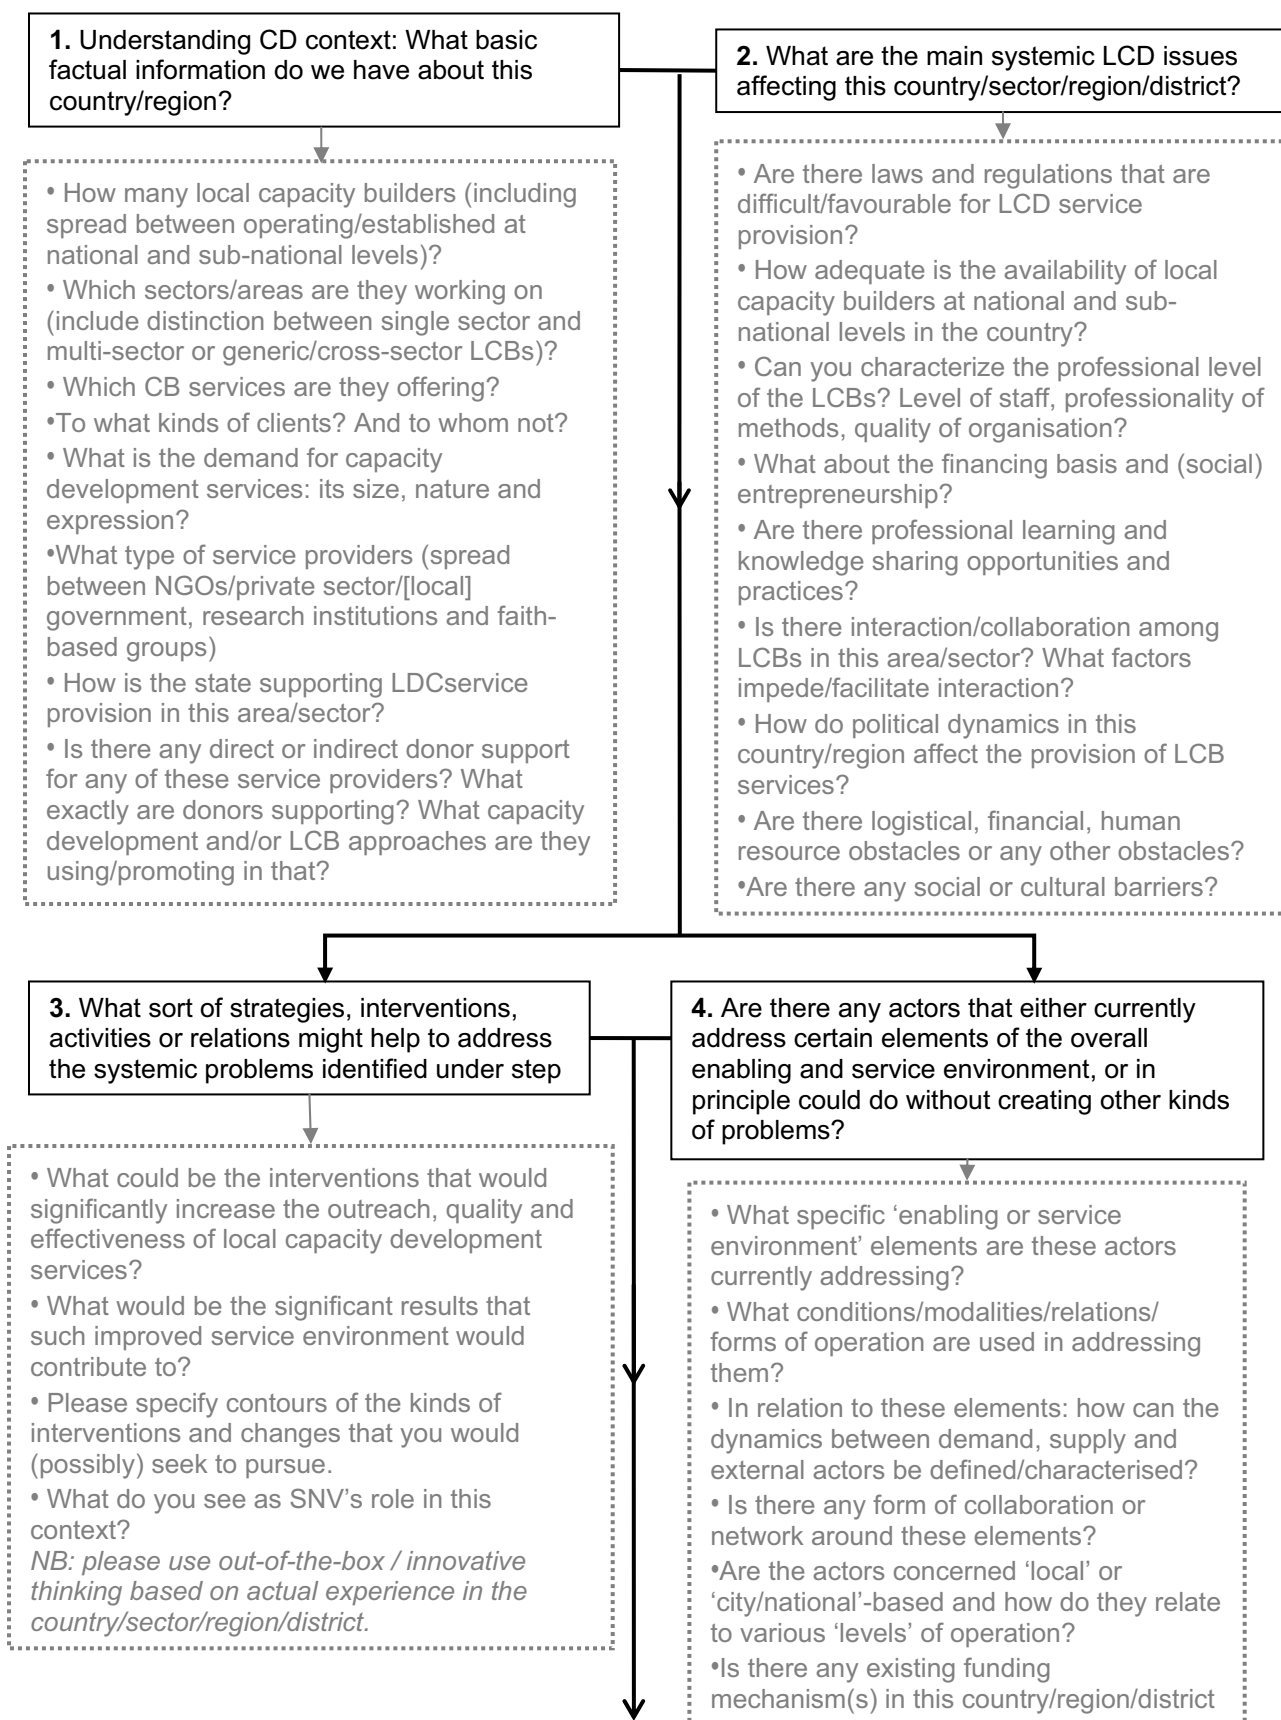 1. Understanding CD context: What basic
factual information do we have about this
country/region?
2. What are the main systemic LCD issues
affecting this country/sector/region/district?
• How many local capacity builders (including
spread between operating/established at
national and sub-national levels)?
• Which sectors/areas are they working on
(include distinction between single sector and
multi-sector or generic/cross-sector LCBs)?
• Which CB services are they offering?
•To what kinds of clients? And to whom not?
• What is the demand for capacity
development services: its size, nature and
expression?
•What type of service providers (spread
between NGOs/private sector/[local]
government, research institutions and faith-
based groups)
• How is the state supporting LDCservice
provision in this area/sector?
• Is there any direct or indirect donor support
for any of these service providers? What
exactly are donors supporting? What capacity
development and/or LCB approaches are they
using/promoting in that?
• Are there laws and regulations that are
difficult/favourable for LCD service
provision?
• How adequate is the availability of local
capacity builders at national and sub-
national levels in the country?
• Can you characterize the professional level
of the LCBs? Level of staff, professionality of
methods, quality of organisation?
• What about the financing basis and (social)
entrepreneurship?
• Are there professional learning and
knowledge sharing opportunities and
practices?
• Is there interaction/collaboration among
LCBs in this area/sector? What factors
impede/facilitate interaction?
• How do political dynamics in this
country/region affect the provision of LCB
services?
• Are there logistical, financial, human
resource obstacles or any other obstacles?
•Are there any social or cultural barriers?
3. What sort of strategies, interventions,
activities or relations might help to address
the systemic problems identified under step
4. Are there any actors that either currently
address certain elements of the overall
enabling and service environment, or in
principle could do without creating other kinds
of problems?
• What could be the interventions that would
significantly increase the outreach, quality and
effectiveness of local capacity development
services?
• What would be the significant results that
such improved service environment would
contribute to?
• Please specify contours of the kinds of
interventions and changes that you would
(possibly) seek to pursue.
• What do you see as SNV's role in this
context?
NB: please use out-of-the-box / innovative
thinking based on actual experience in the
country/sector/region/district.
• What specific ‘enabling or service
environment’ elements are these actors
currently addressing?
• What conditions/modalities/relations/
forms of operation are used in addressing
them?
• In relation to these elements: how can the
dynamics between demand, supply and
external actors be defined/characterised?
• Is there any form of collaboration or
network around these elements?
•Are the actors concerned ‘local’ or
‘city/national’-based and how do they relate
to various ‘levels’ of operation?
•Is there any existing funding
mechanism(s) in this country/region/district